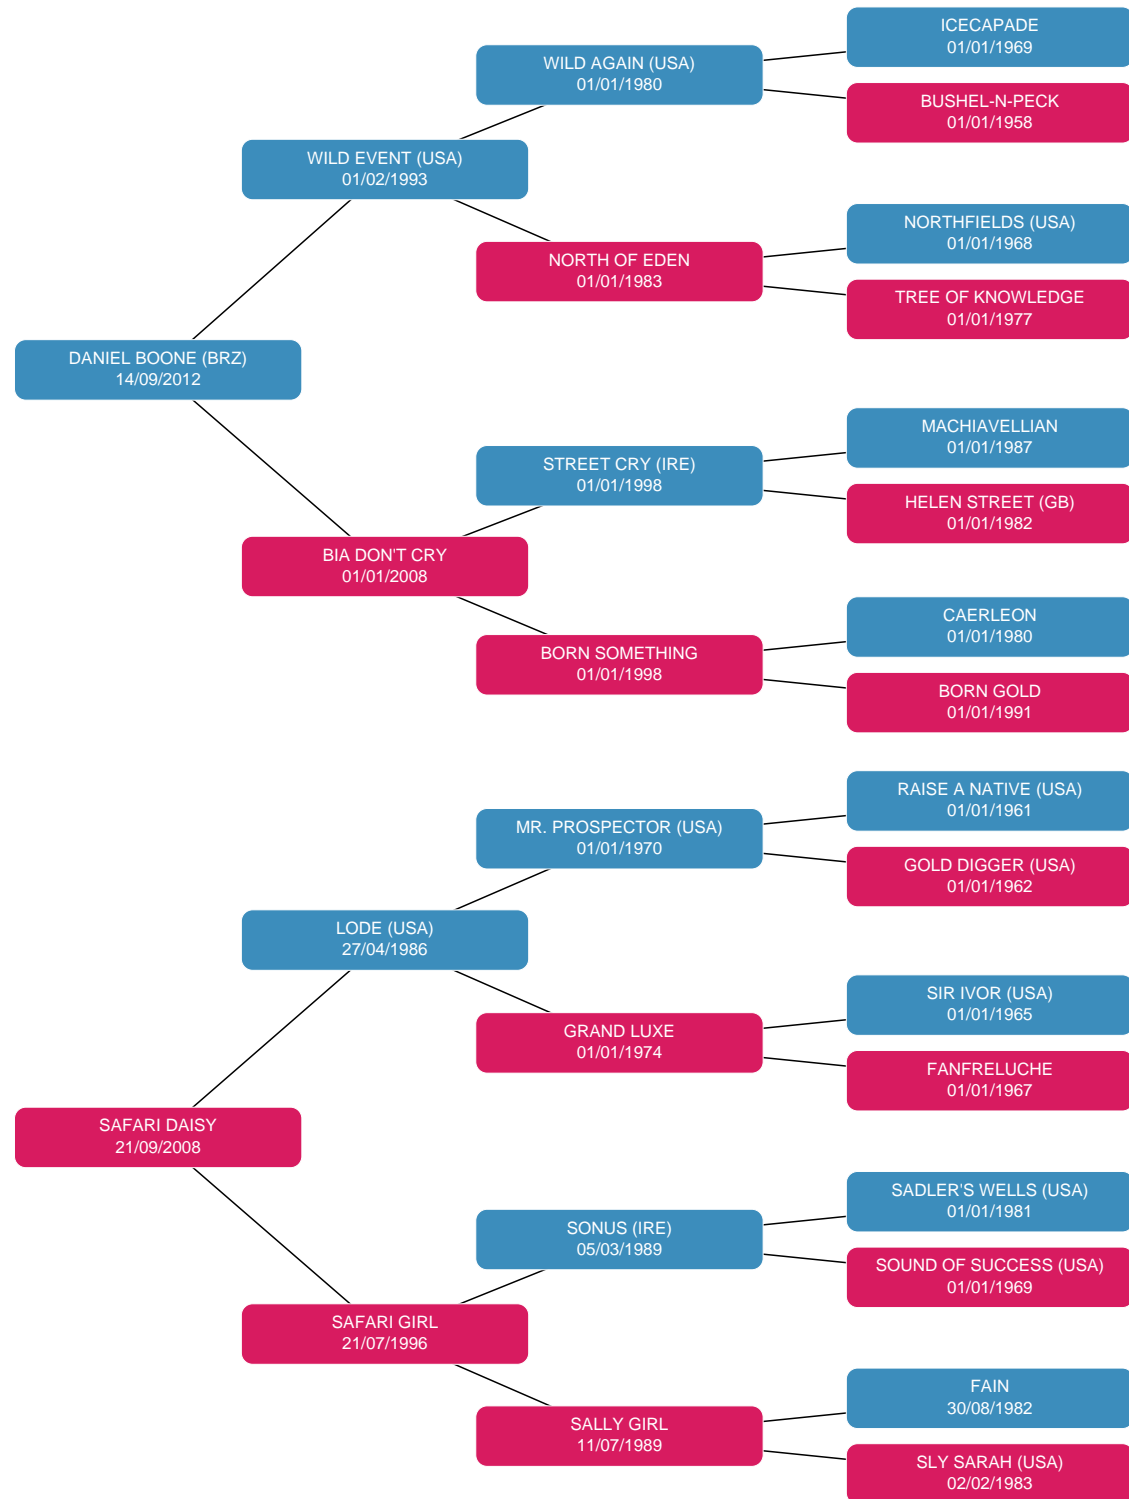 ICECAPADE
01/01/1969
WILD AGAIN (USA)
01/01/1980
BUSHEL-N-PECK
01/01/1958
WILD EVENT (USA)
01/02/1993
NORTHFIELDS (USA)
01/01/1968
NORTH OF EDEN
01/01/1983
TREE OF KNOWLEDGE
01/01/1977
DANIEL BOONE (BRZ)
14/09/2012
MACHIAVELLIAN
01/01/1987
STREET CRY (IRE)
01/01/1998
HELEN STREET (GB)
01/01/1982
BIA DON'T CRY
01/01/2008
CAERLEON
01/01/1980
BORN SOMETHING
01/01/1998
BORN GOLD
01/01/1991
RAISE A NATIVE (USA)
01/01/1961
MR. PROSPECTOR (USA)
01/01/1970
GOLD DIGGER (USA)
01/01/1962
LODE (USA)
27/04/1986
SIR IVOR (USA)
01/01/1965
GRAND LUXE
01/01/1974
FANFRELUCHE
01/01/1967
SAFARI DAISY
21/09/2008
SADLER'S WELLS (USA)
01/01/1981
SONUS (IRE)
05/03/1989
SOUND OF SUCCESS (USA)
01/01/1969
SAFARI GIRL
21/07/1996
FAIN
30/08/1982
SALLY GIRL
11/07/1989
SLY SARAH (USA)
02/02/1983